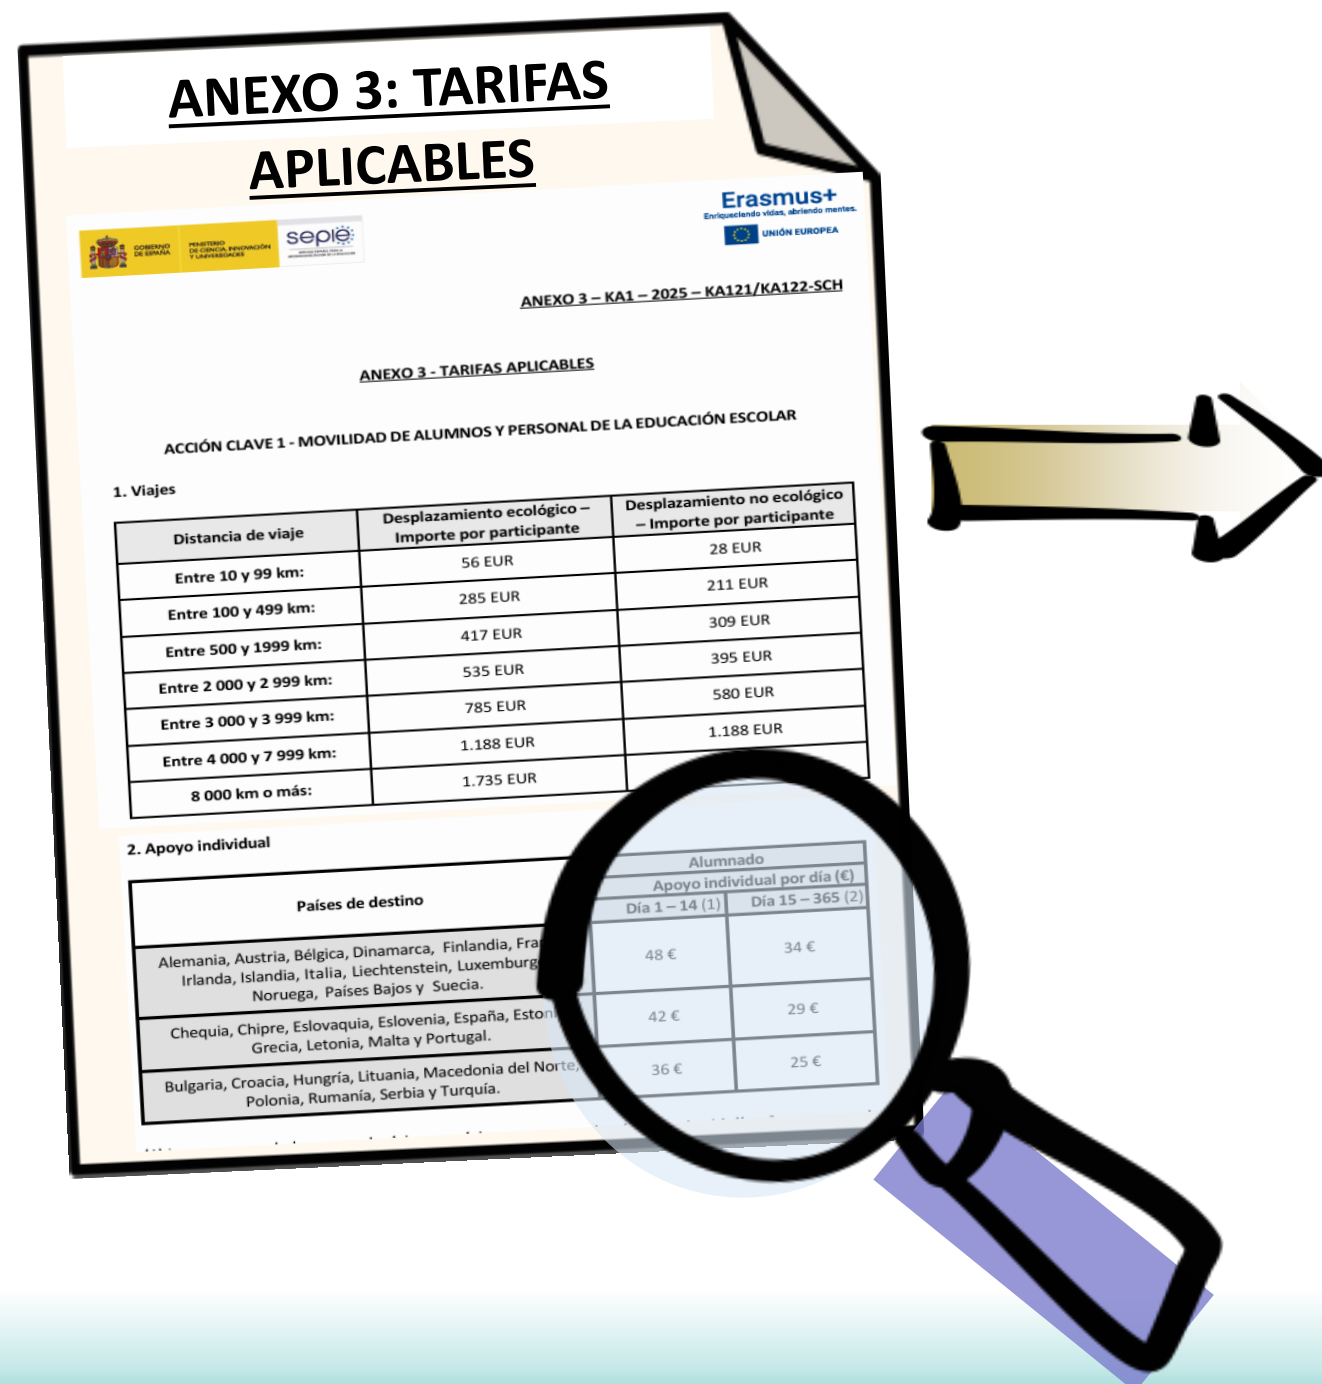 ANEXO 3: TARIFAS
APLICABLES
GOBIERNO
DE ESPAÑA
MINISTERIO
DE CIENCIA, INNOVACIÓN
Y UNIVERSIDADES
sepie
Erasmus+
Enriqueciendo vidas, abriendo mentes.
UNIÓN EUROPEA
ANEXO 3 – KA1 – 2025 – KA121/KA122-SCH
ANEXO 3 - TARIFAS APLICABLES
ACCIÓN CLAVE 1 - MOVILIDAD DE ALUMNOS Y PERSONAL DE LA EDUCACIÓN ESCOLAR
1. Viajes
Distancia de viaje
Desplazamiento ecológico –
Importe por participante
Desplazamiento no ecológico
– Importe por participante
Entre 10 y 99 km: 56 EUR 28 EUR
Entre 100 y 499 km: 285 EUR 211 EUR
Entre 500 y 1999 km: 417 EUR 309 EUR
Entre 2 000 y 2 999 km: 535 EUR 395 EUR
Entre 3 000 y 3 999 km: 785 EUR 580 EUR
Entre 4 000 y 7 999 km: 1.188 EUR 1.188 EUR
8 000 km o más: 1.735 EUR
2. Apoyo individual
Países de destino
Alumnado
Apoyo individual por día (€)
Día 1 – 14 (1) Día 15 – 365 (2)
Alemania, Austria, Bélgica, Dinamarca, Finlandia, Fra
Irlanda, Islandia, Italia, Liechtenstein, Luxemburg
Noruega, Países Bajos y Suecia.
48 € 34 €
Chequia, Chipre, Eslovaquia, Eslovenia, España, Eston
Grecia, Letonia, Malta y Portugal.
42 € 29 €
Bulgaria, Croacia, Hungría, Lituania, Macedonia del Norte,
Polonia, Rumanía, Serbia y Turquía.
36 € 25 €